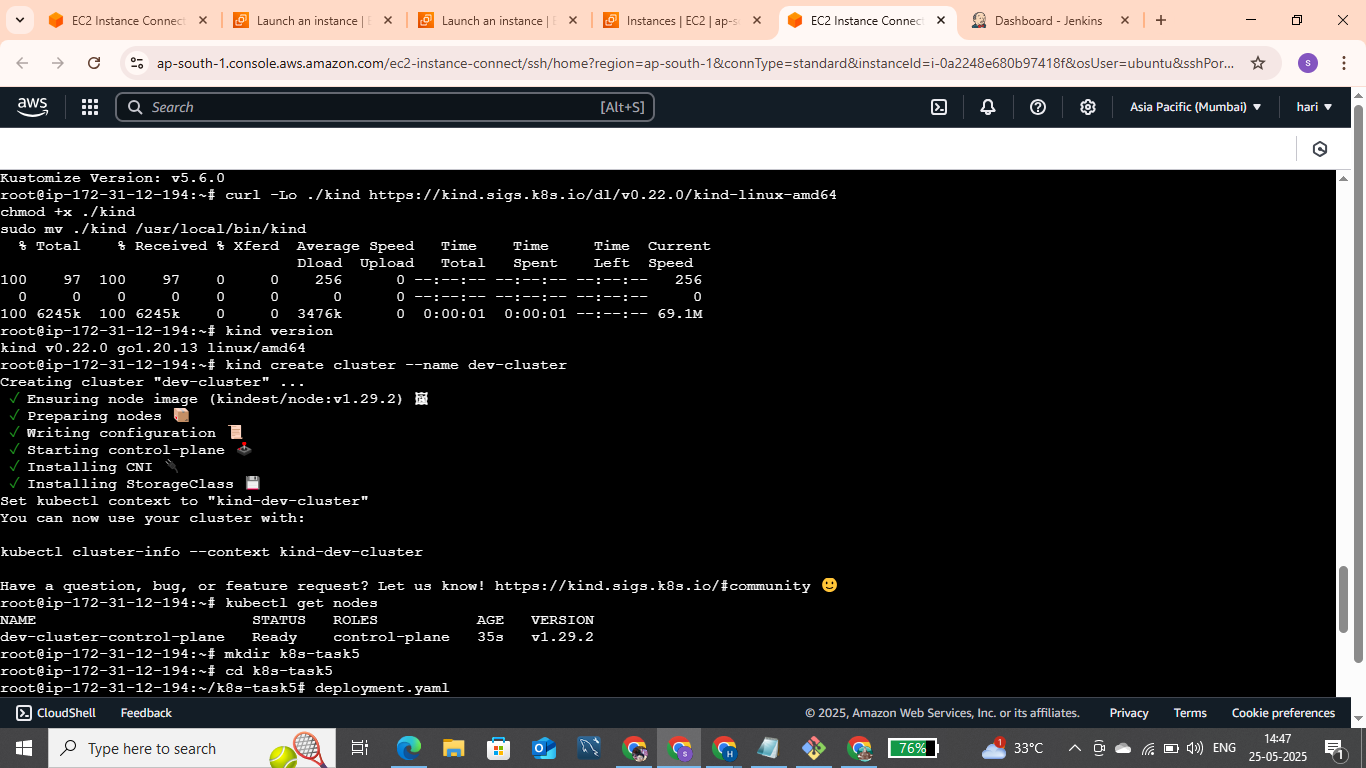 EC2 Instance Connect
Launch an instance | E
Launch an instance | E
Instances | EC2 | ap-s
EC2 Instance Connect
Dashboard - Jenkins
ap-south-1.console.aws.amazon.com/ec2-instance-connect/ssh/home?region=ap-south-1&connType=standard&instanceId=i-0a2248e680b97418f&osUser=ubuntu&sshPor...
s
aws
Search
[Alt+S]
Asia Pacific (Mumbai)
hari
Kustomize Version: v5.6.0
root@ip-172-31-12-194:~# curl -Lo ./kind https://kind.sigs.k8s.io/dl/v0.22.0/kind-linux-amd64
chmod +x ./kind
sudo mv ./kind /usr/local/bin/kind
  % Total    % Received % Xferd  Average Speed   Time    Time     Time  Current
                                 Dload  Upload   Total   Spent    Left  Speed
100    97  100    97    0     0    256      0 --:--:-- --:--:-- --:--:--   256
  0     0    0     0    0     0      0      0 --:--:-- --:--:-- --:--:--     0
100 6245k  100 6245k    0     0  3476k      0  0:00:01  0:00:01 --:--:-- 69.1M
root@ip-172-31-12-194:~# kind version
kind v0.22.0 go1.20.13 linux/amd64
root@ip-172-31-12-194:~# kind create cluster --name dev-cluster
Creating cluster "dev-cluster" ...
 ✓ Ensuring node image (kindest/node:v1.29.2) 🖼
 ✓ Preparing nodes 📦
 ✓ Writing configuration 📜
 ✓ Starting control-plane 🕹️
 ✓ Installing CNI 🔌
 ✓ Installing StorageClass 💾
Set kubectl context to "kind-dev-cluster"
You can now use your cluster with:
kubectl cluster-info --context kind-dev-cluster
Have a question, bug, or feature request? Let us know! https://kind.sigs.k8s.io/#community 🙂
root@ip-172-31-12-194:~# kubectl get nodes
NAME                        STATUS   ROLES           AGE   VERSION
dev-cluster-control-plane   Ready    control-plane   35s   v1.29.2
root@ip-172-31-12-194:~# mkdir k8s-task5
root@ip-172-31-12-194:~# cd k8s-task5
root@ip-172-31-12-194:~/k8s-task5# deployment.yaml
CloudShell
Feedback
© 2025, Amazon Web Services, Inc. or its affiliates.
Privacy
Terms
Cookie preferences
Type here to search
76%
1
33°C
ENG
14:47
25-05-2025
1